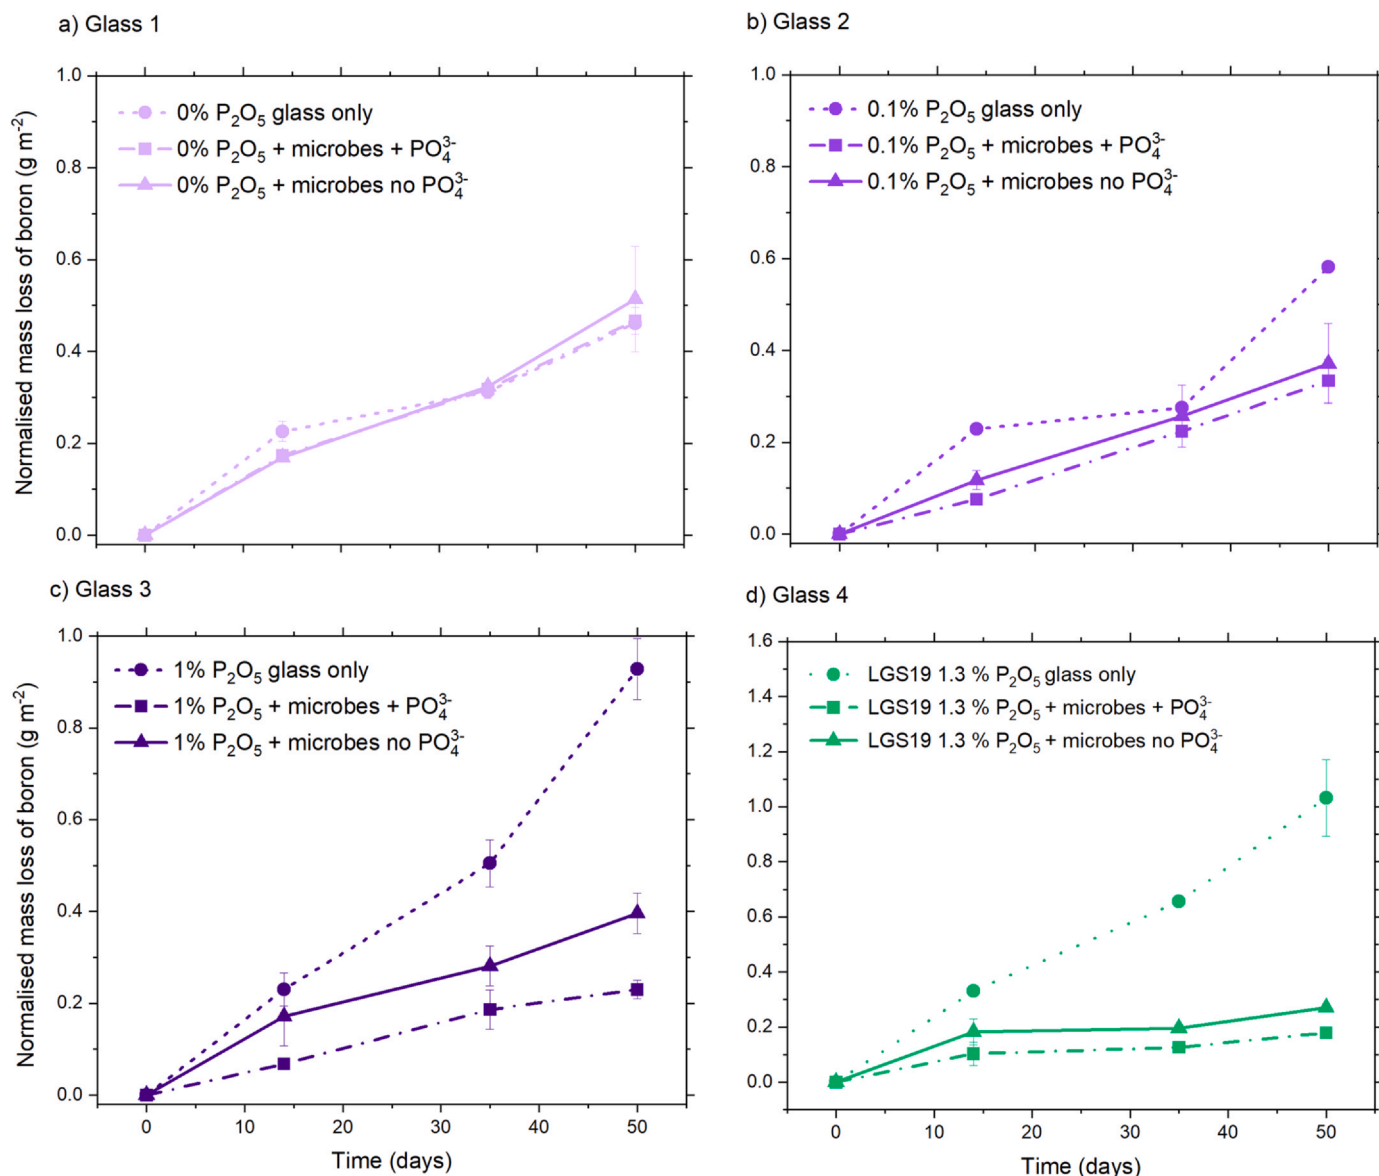 a) Glass 1
1.0
0.8
0.6
0.4
0.2
0.0
Normalised mass loss of boron (g m⁻²)
0% P₂O₅ glass only
0% P₂O₅ + microbes + PO₄³⁻
0% P₂O₅ + microbes no PO₄³⁻
b) Glass 2
1.0
0.8
0.6
0.4
0.2
0.0
0.1% P₂O₅ glass only
0.1% P₂O₅ + microbes + PO₄³⁻
0.1% P₂O₅ + microbes no PO₄³⁻
c) Glass 3
1.0
0.8
0.6
0.4
0.2
0.0
Normalised mass loss of boron (g m⁻²)
1% P₂O₅ glass only
1% P₂O₅ + microbes + PO₄³⁻
1% P₂O₅ + microbes no PO₄³⁻
0 10 20 30 40 50
Time (days)
d) Glass 4
1.6
1.4
1.2
1.0
0.8
0.6
0.4
0.2
0.0
LGS19 1.3 % P₂O₅ glass only
LGS19 1.3 % P₂O₅ + microbes + PO₄³⁻
LGS19 1.3 % P₂O₅ + microbes no PO₄³⁻
0 10 20 30 40 50
Time (days)